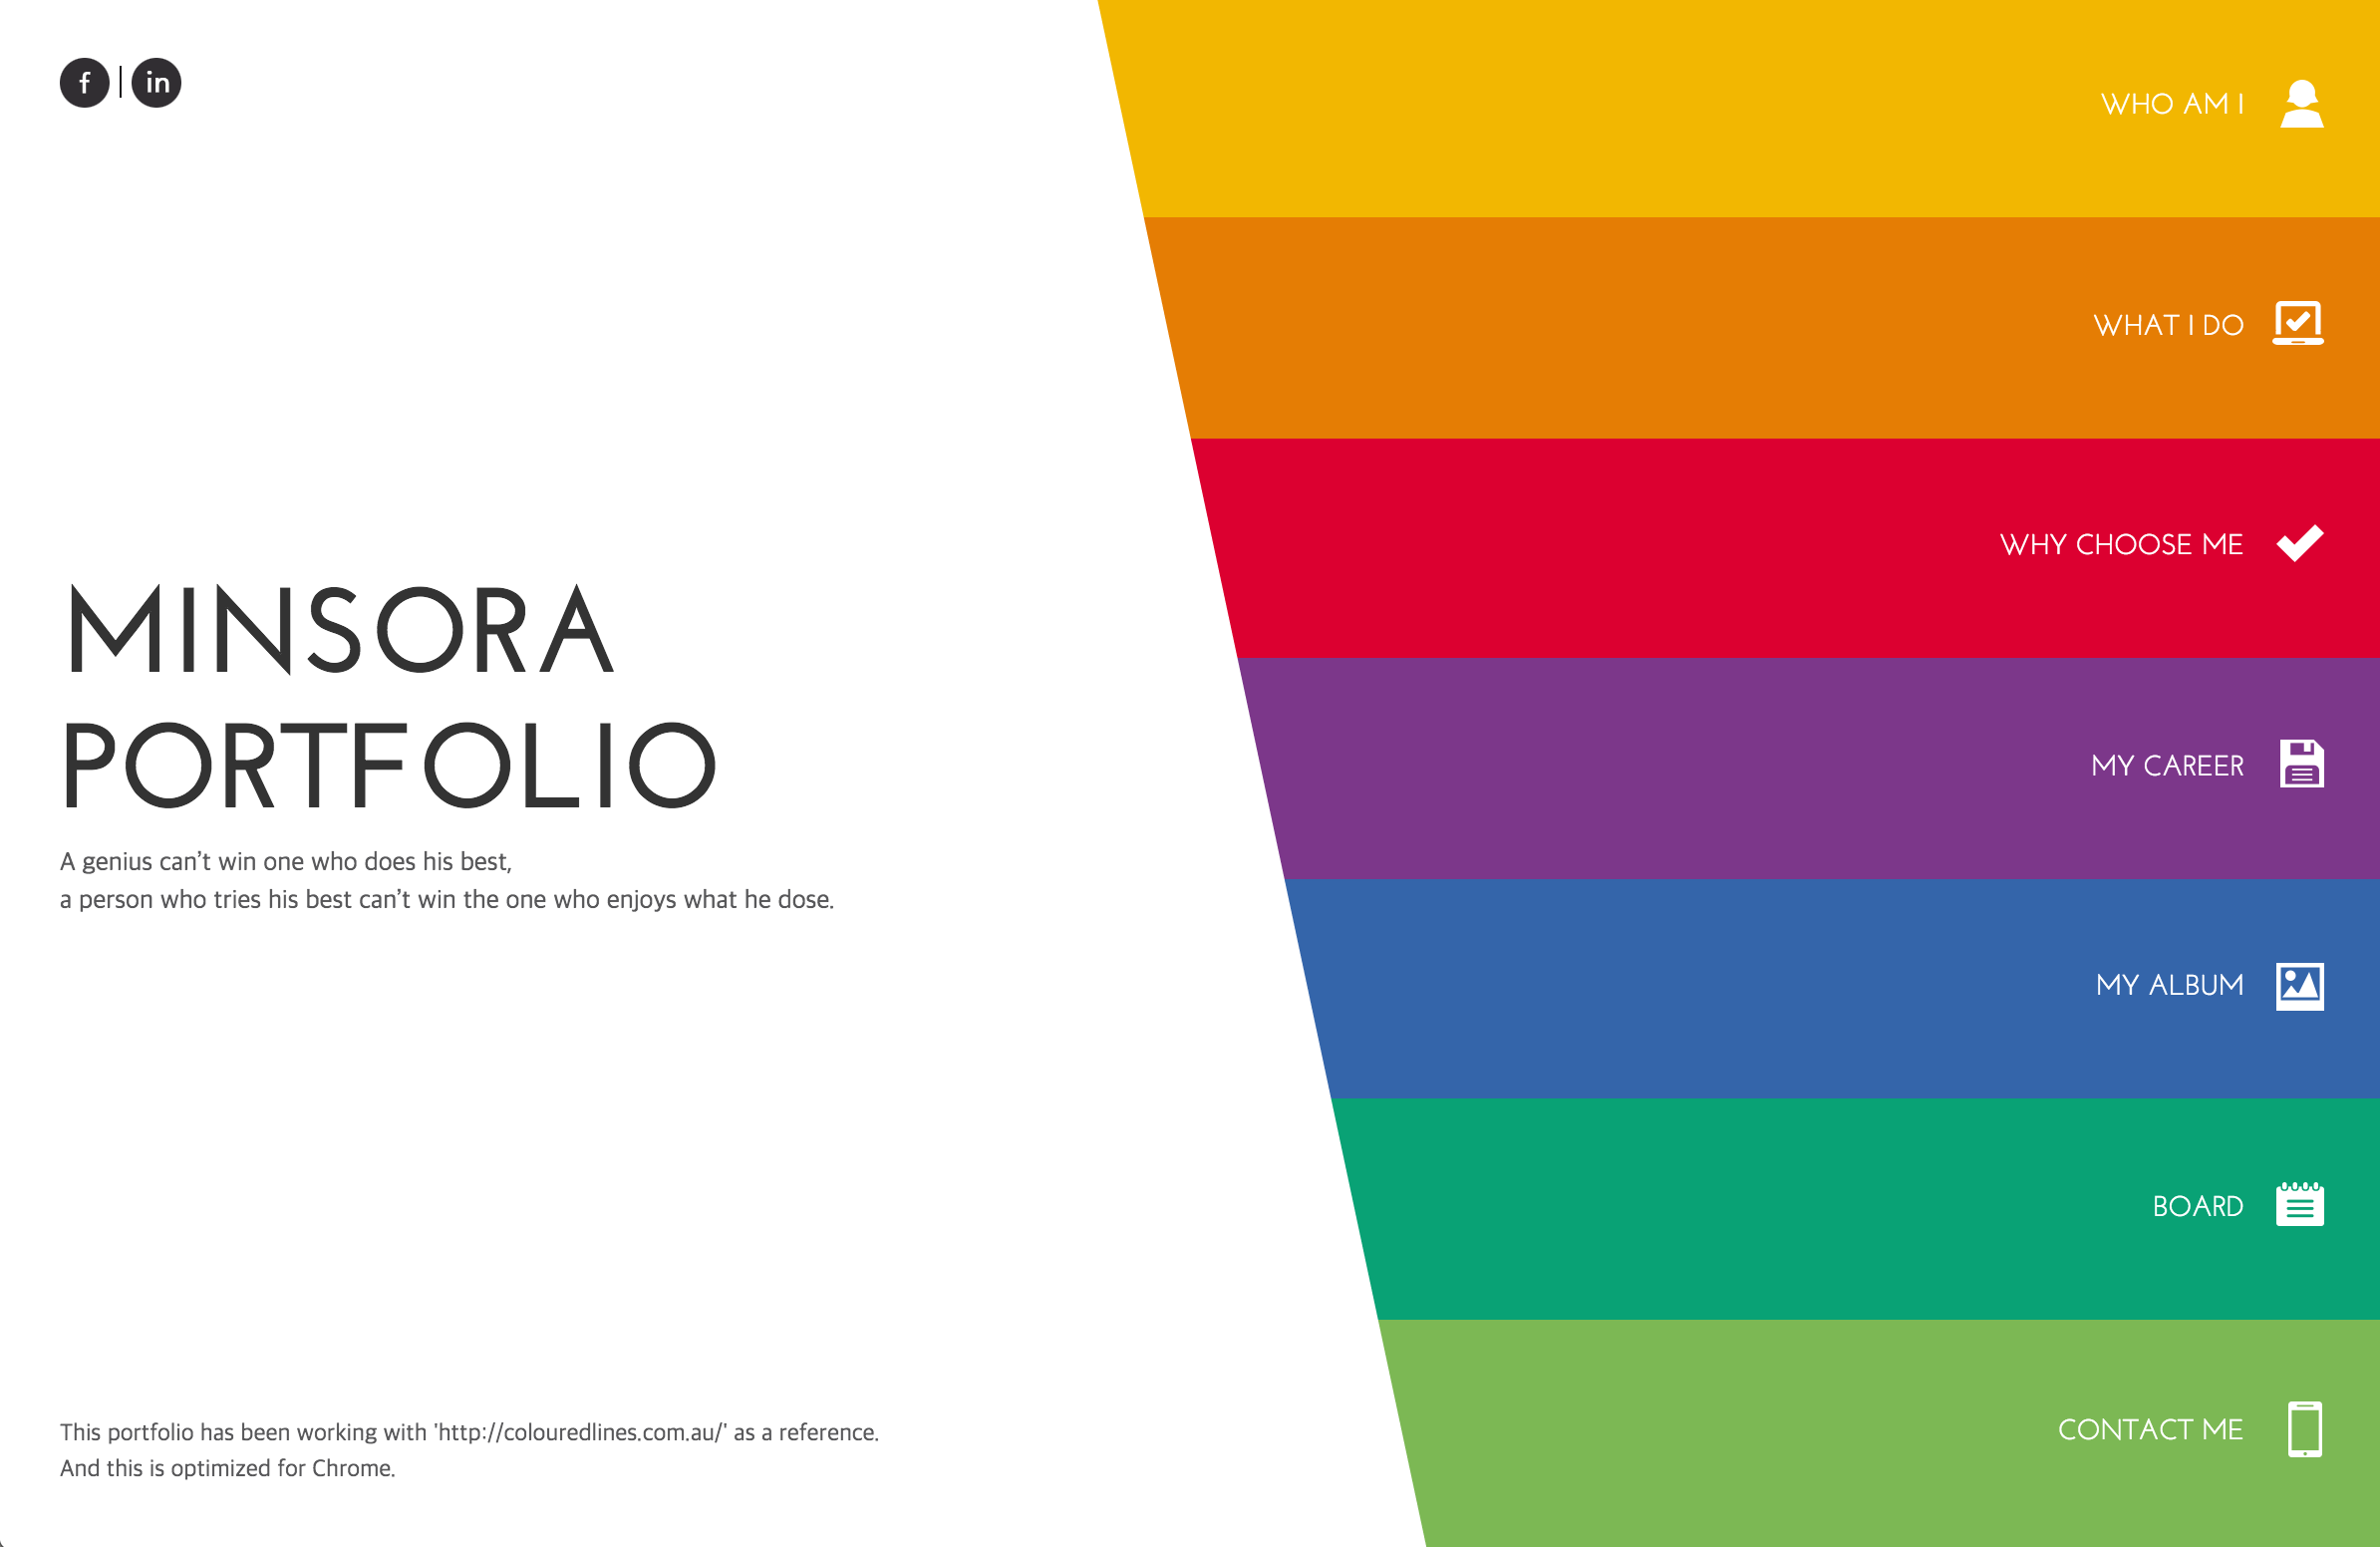 f | in
MINSORA
PORTFOLIO
A genius can’t win one who does his best,
a person who tries his best can’t win the one who enjoys what he dose.
This portfolio has been working with 'http://colouredlines.com.au/' as a reference.
And this is optimized for Chrome.
WHO AM I
WHAT I DO
WHY CHOOSE ME
MY CAREER
MY ALBUM
BOARD
CONTACT ME